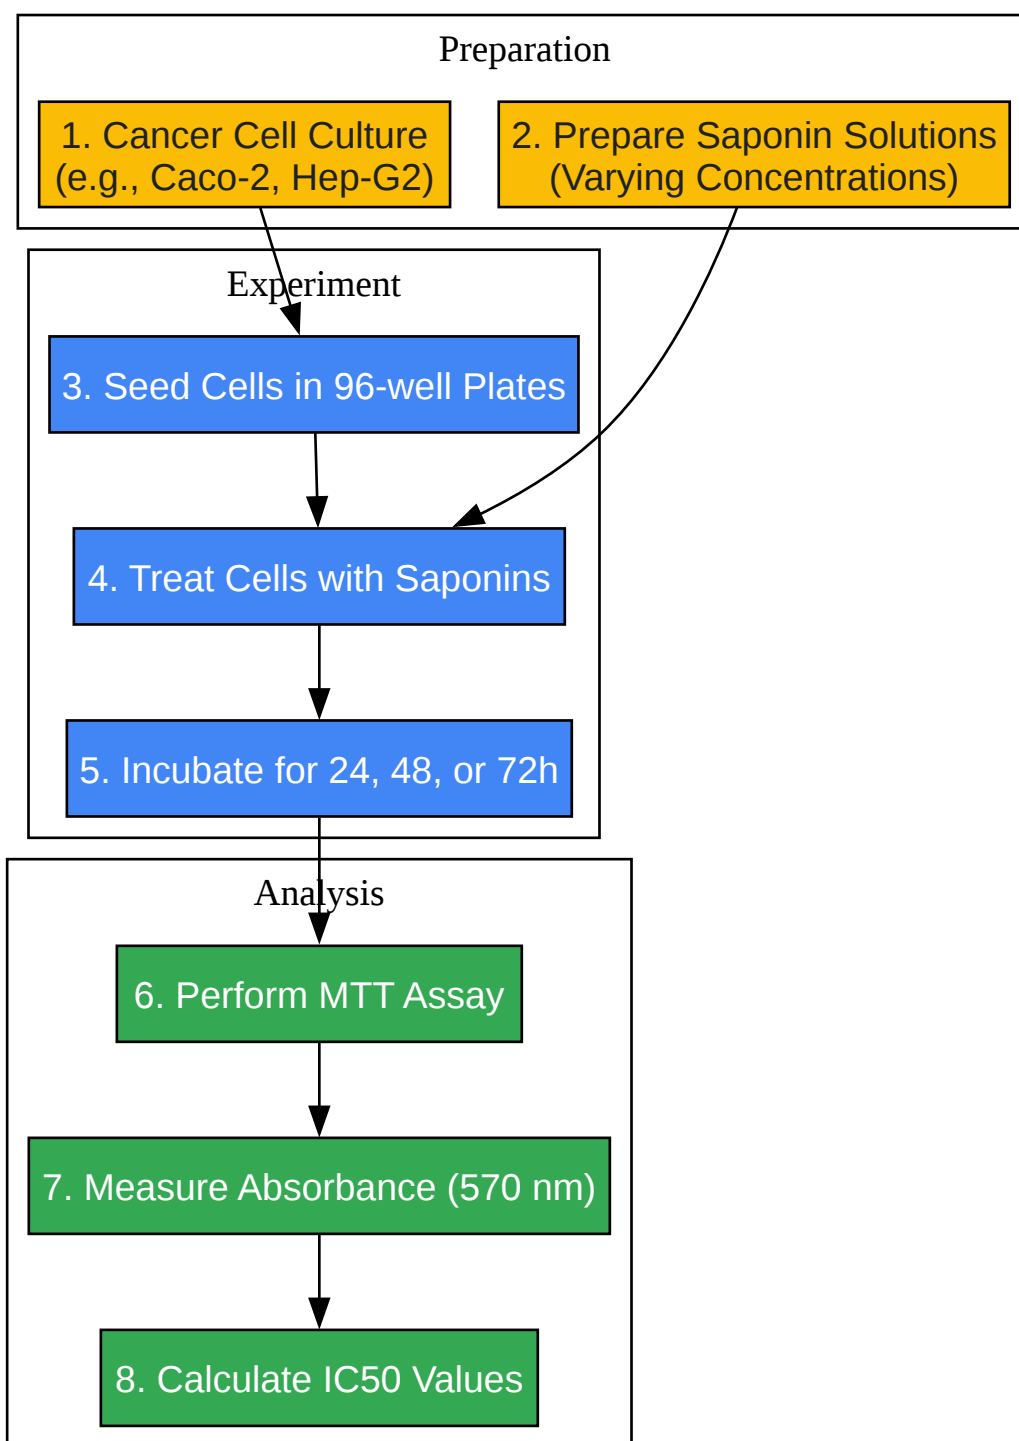 Preparation
1. Cancer Cell Culture
(e.g., Caco-2, Hep-G2)
2. Prepare Saponin Solutions
(Varying Concentrations)
Experiment
3. Seed Cells in 96-well Plates
4. Treat Cells with Saponins
5. Incubate for 24, 48, or 72h
Analysis
6. Perform MTT Assay
7. Measure Absorbance (570 nm)
8. Calculate IC50 Values